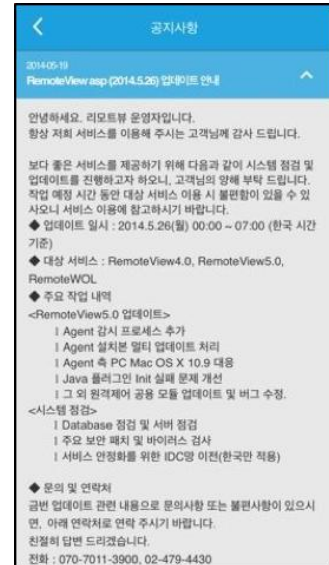 공지사항
2014-05-19
RemoteView asp (2014.5.26) 업데이트 안내
안녕하세요. 리모트뷰 운영자입니다.
항상 저희 서비스를 이용해 주시는 고객님께 감사 드립니다.
보다 좋은 서비스를 제공하기 위해 다음과 같이 시스템 점검 및
업데이트를 진행하고자 하오니, 고객님의 양해 부탁 드립니다.
작업 예정 시간 동안 대상 서비스 이용 시 불편함이 있을 수 있
사오니 서비스 이용에 참고하시기 바랍니다.
◆ 업데이트 일시 : 2014.5.26(월) 00:00 ~ 07:00 (한국 시간
기준)
◆ 대상 서비스 : RemoteView4.0, RemoteView5.0,
RemoteWOL
◆ 주요 작업 내역
<RemoteView5.0 업데이트>
l Agent 감시 프로세스 추가
l Agent 설치본 멀티 업데이트 처리
l Agent 측 PC Mac OS X 10.9 대응
l Java 플러그인 Init 실패 문제 개선
l 그 외 원격제어 공용 모듈 업데이트 및 버그 수정.
<시스템 점검>
l Database 점검 및 서버 점검
l 주요 보안 패치 및 바이러스 검사
l 서비스 안정화를 위한 IDC망 이전(한국만 적용)
◆ 문의 및 연락처
금번 업데이트 관련 내용으로 문의사항 또는 불편사항이 있으시
면, 아래 연락처로 연락 주시기 바랍니다.
친절히 답변 드리겠습니다.
전화 : 070-7011-3900, 02-479-4430